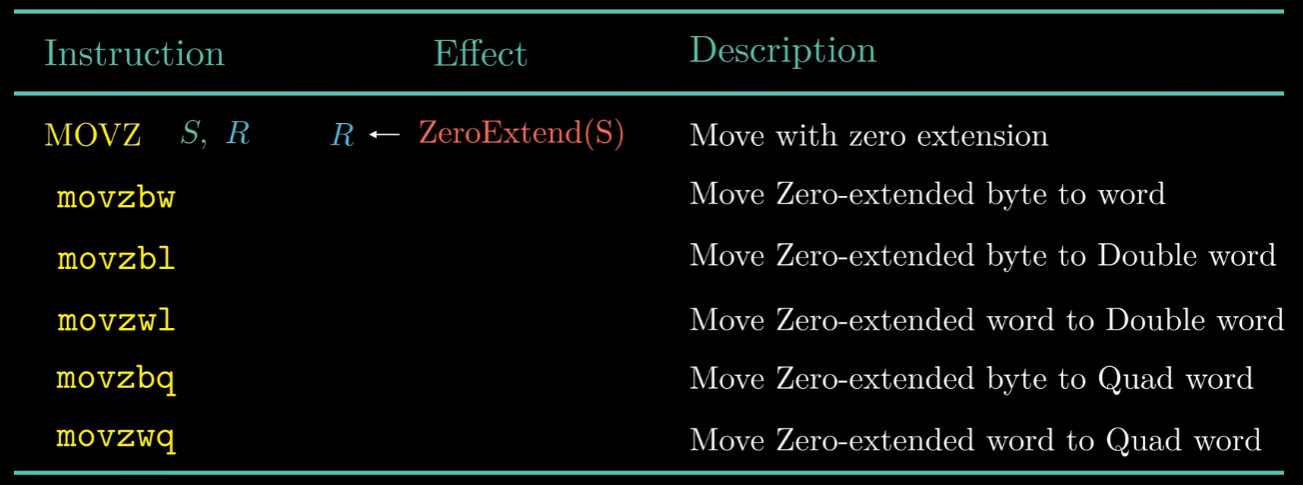 Instruction Effect Description
MOVZ S, R R ← ZeroExtend(S) Move with zero extension
movzbw Move Zero-extended byte to word
movzbl Move Zero-extended byte to Double word
movzwl Move Zero-extended word to Double word
movzbq Move Zero-extended byte to Quad word
movzwq Move Zero-extended word to Quad word